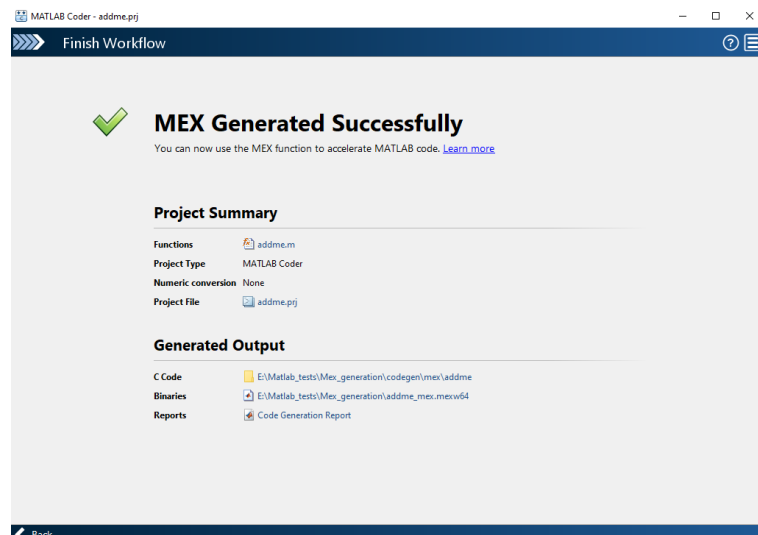 MATLAB Coder - addme.prj
Finish Workflow
MEX Generated Successfully
You can now use the MEX function to accelerate MATLAB code. Learn more
Project Summary
Functions addme.m
Project Type MATLAB Coder
Numeric conversion None
Project File addme.prj
Generated Output
C Code E:\Matlab_tests\Mex_generation\codegen\mex\addme
Binaries E:\Matlab_tests\Mex_generation\addme_mex.mexw64
Reports Code Generation Report
Back